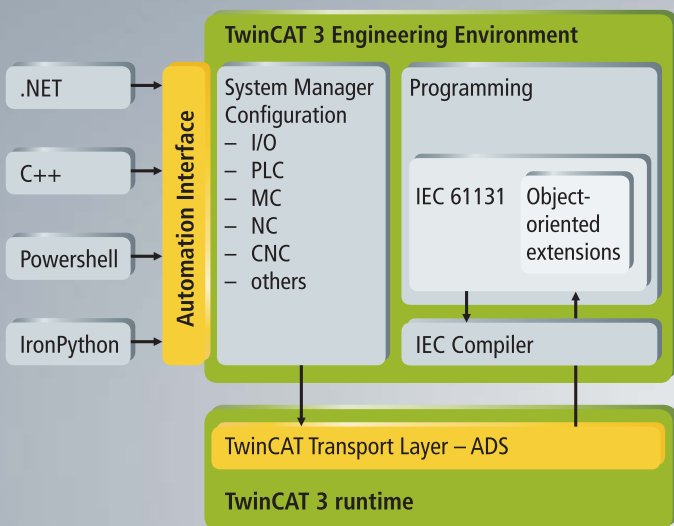 TwinCAT 3 Engineering Environment
.NET
C++
Powershell
IronPython
Automation Interface
System Manager
Configuration
– I/O
– PLC
– MC
– NC
– CNC
– others
Programming
IEC 61131
Object-
oriented
extensions
IEC Compiler
TwinCAT Transport Layer – ADS
TwinCAT 3 runtime